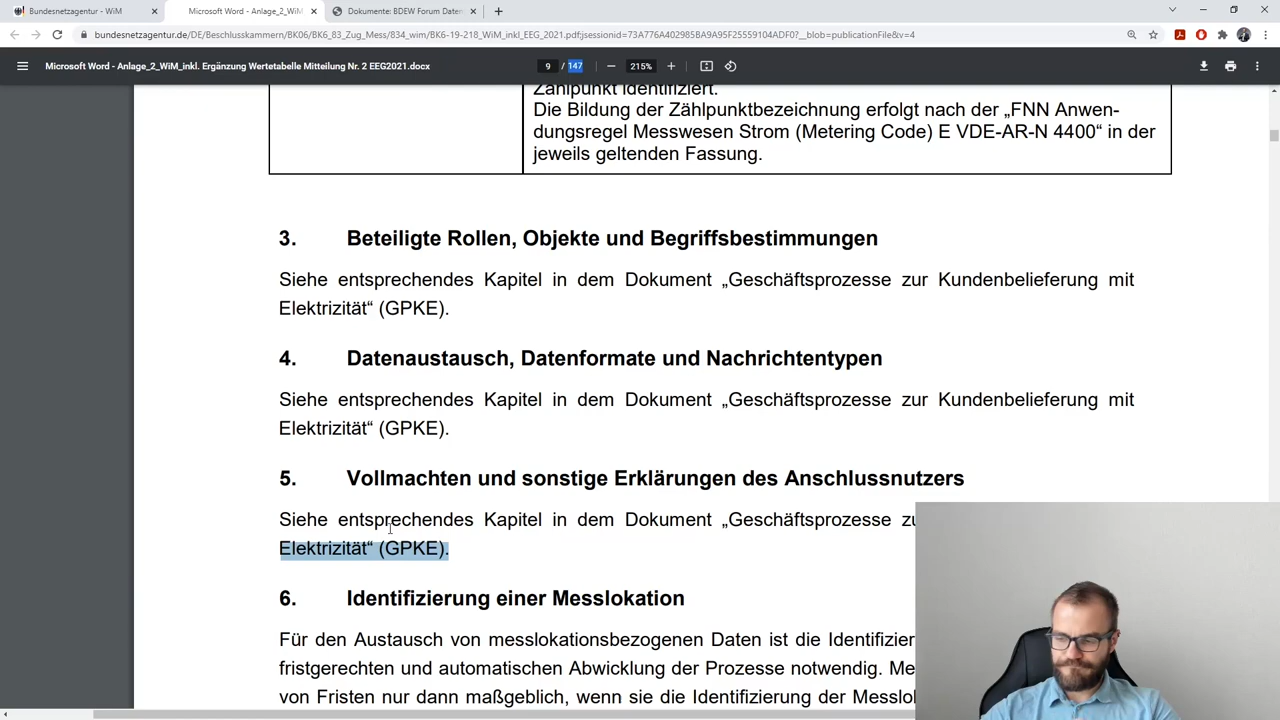 Bundesnetzagentur - WiM
Microsoft Word - Anlage_2_WiM_i
Dokumente: BDEW Forum Daten
bundesnetzagentur.de/DE/Beschlusskammern/BK06/BK6_83_Zug_Mess/834_wim/BK6-19-218_WiM_inkl_EEG_2021.pdf;jsessionid=73A776A402985BA9A95F25559104ADF0?__blob=publicationFile&v=4
Microsoft Word - Anlage_2_WiM_inkl. Ergänzung Wertetabelle Mitteilung Nr. 2 EEG2021.docx
9 / 147
215%
Zählpunkt identifiziert.
Die Bildung der Zählpunktbezeichnung erfolgt nach der „FNN Anwen-
dungsregel Messwesen Strom (Metering Code) E VDE-AR-N 4400“ in der
jeweils geltenden Fassung.
3. Beteiligte Rollen, Objekte und Begriffsbestimmungen
Siehe entsprechendes Kapitel in dem Dokument „Geschäftsprozesse zur Kundenbelieferung mit
Elektrizität“ (GPKE).
4. Datenaustausch, Datenformate und Nachrichtentypen
Siehe entsprechendes Kapitel in dem Dokument „Geschäftsprozesse zur Kundenbelieferung mit
Elektrizität“ (GPKE).
5. Vollmachten und sonstige Erklärungen des Anschlussnutzers
Siehe entsprechendes Kapitel in dem Dokument „Geschäftsprozesse zu
Elektrizität“ (GPKE).
6. Identifizierung einer Messlokation
Für den Austausch von messlokationsbezogenen Daten ist die Identifizier
fristgerechten und automatischen Abwicklung der Prozesse notwendig. Me
von Fristen nur dann maßgeblich, wenn sie die Identifizierung der Messlo